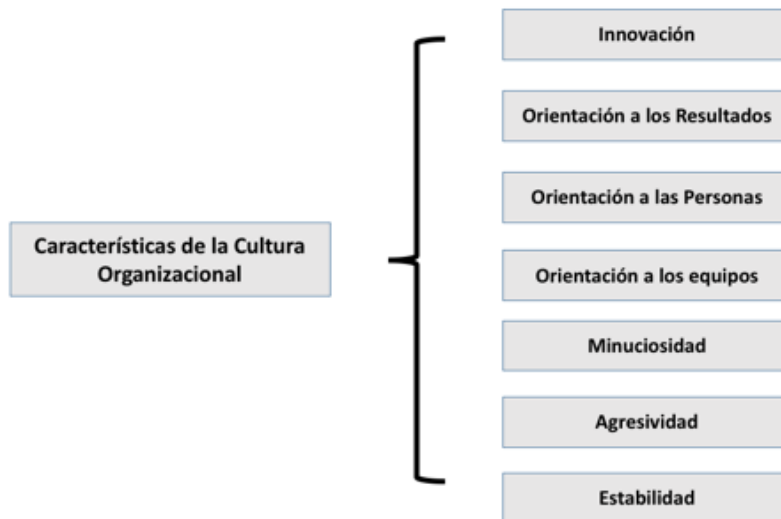 Innovación
Orientación a los Resultados
Orientación a las Personas
Características de la Cultura
Organizacional
Orientación a los equipos
Minuciosidad
Agresividad
Estabilidad